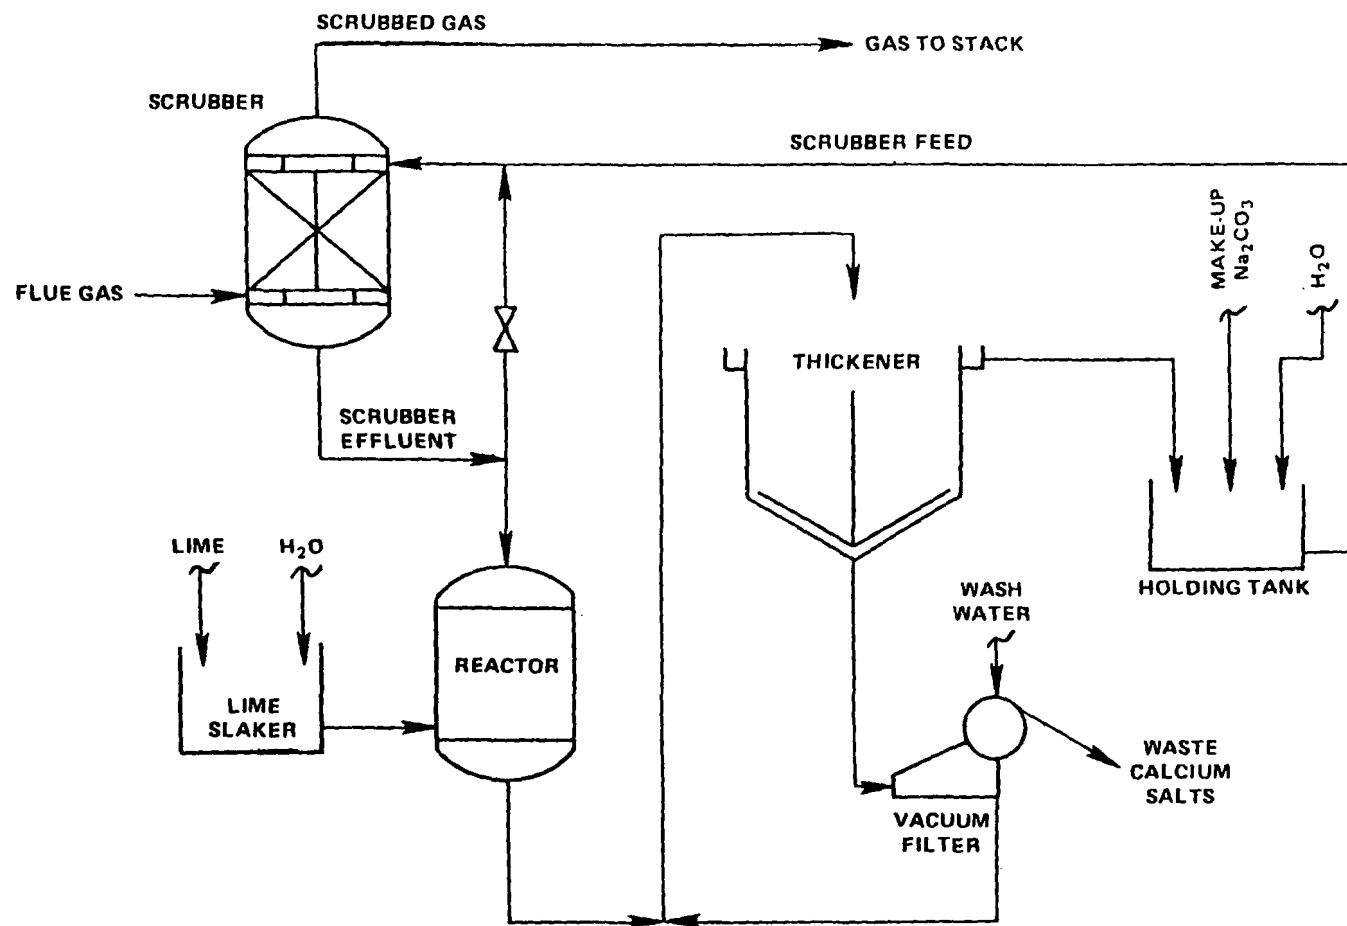 SCRUBBED GAS
GAS TO STACK
SCRUBBER
SCRUBBER FEED
MAKE-UP
Na₂CO₃
H₂O
FLUE GAS
THICKENER
SCRUBBER
EFFLUENT
LIME
H₂O
HOLDING TANK
WASH
WATER
REACTOR
LIME
SLAKER
WASTE
CALCIUM
SALTS
VACUUM
FILTER